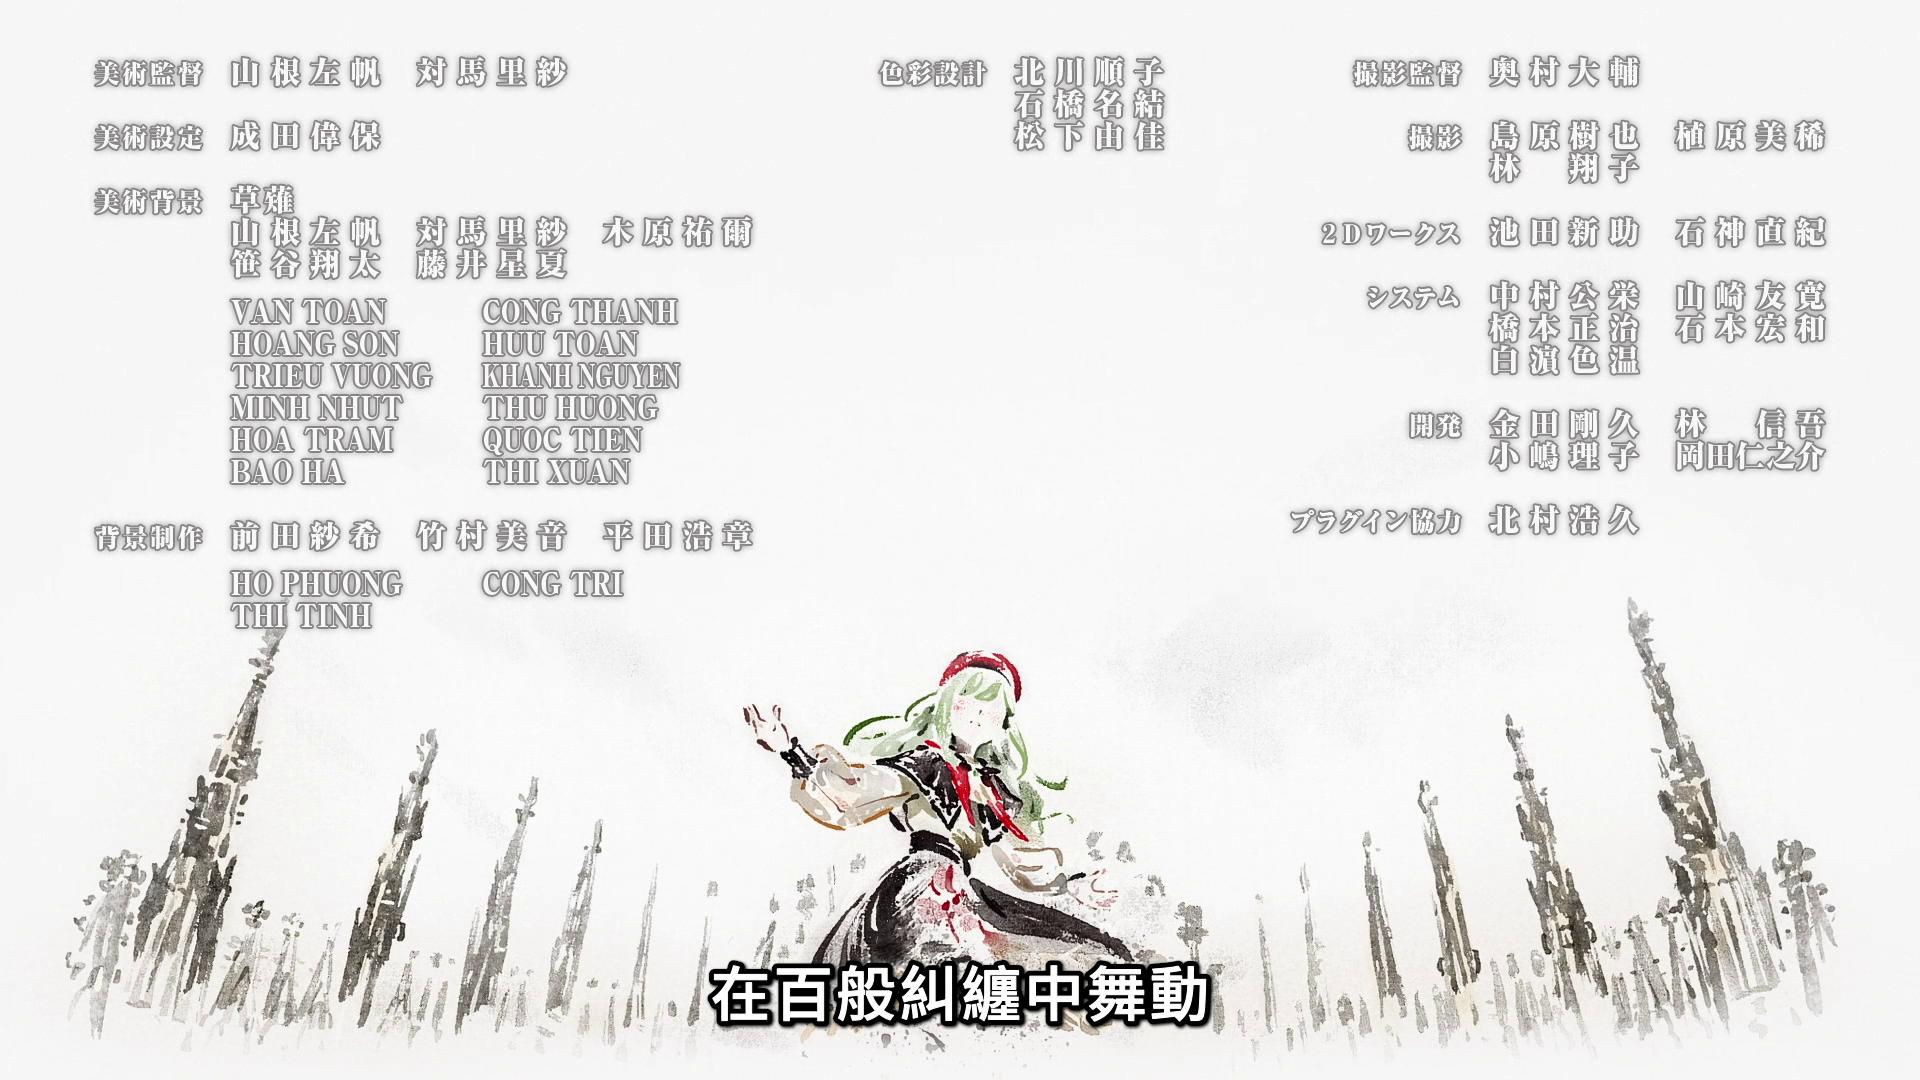 美術監督 山根左帆 対馬里紗
美術設定 成田偉保
美術背景 草薙
山根左帆 対馬里紗 木原祐爾
笹谷翔太 藤井星夏
VAN TOAN CONG THANH
HOANG SON HUU TOAN
TRIEU VUONG KHANH NGUYEN
MINH NHUT THU HUONG
HOA TRAM QUOC TIEN
BAO HA THI XUAN
背景制作 前田紗希 竹村美音 平田浩章
HO PHUONG CONG TRI
THI TINH
色彩設計 北川順子
石橋名結
松下由佳
撮影監督 奥村大輔
撮影 島原樹也 植原美稀
林翔子
2Dワークス 池田新助 石神直紀
システム 中村公栄 山崎友寛
橋本正治 石本宏和
白濵色温
開発 金田剛久 林信吾
小嶋理子 岡田仁之介
プラグイン協力 北村浩久
在百般糾纏中舞動